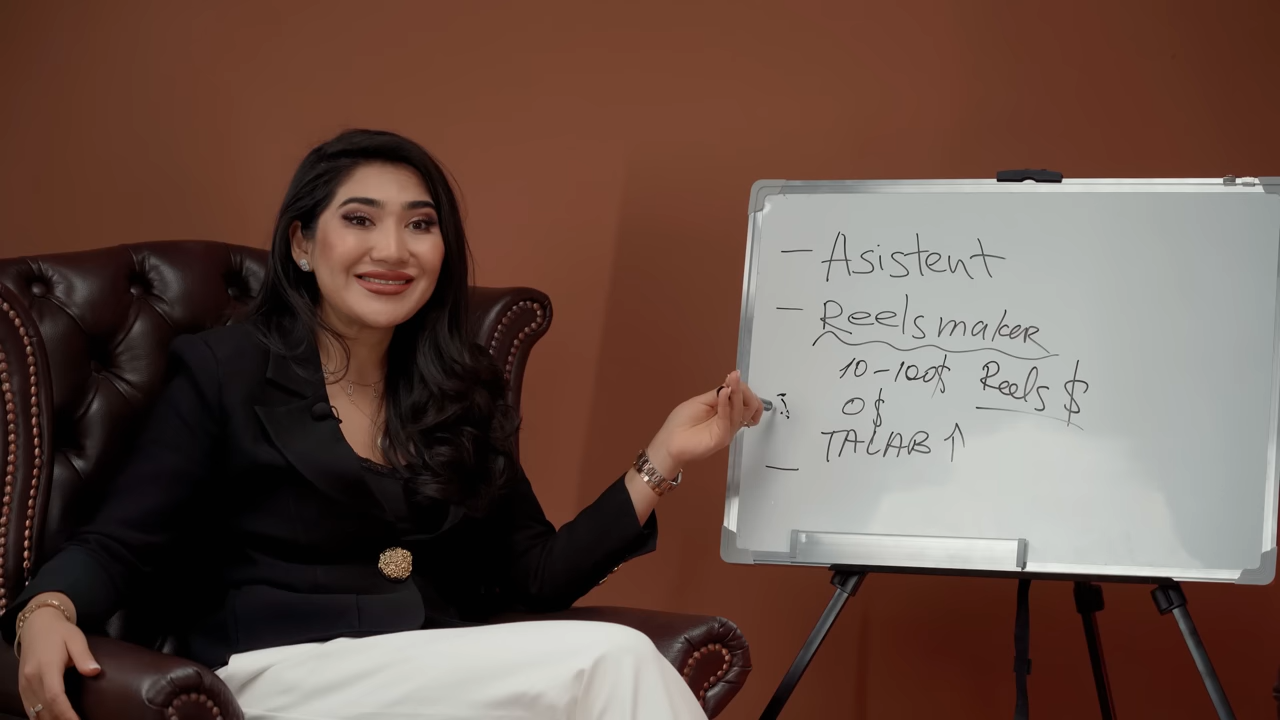 - Asistent
- Reelsmaker
10-100$ Reels $
0$
TALAB ↑
-